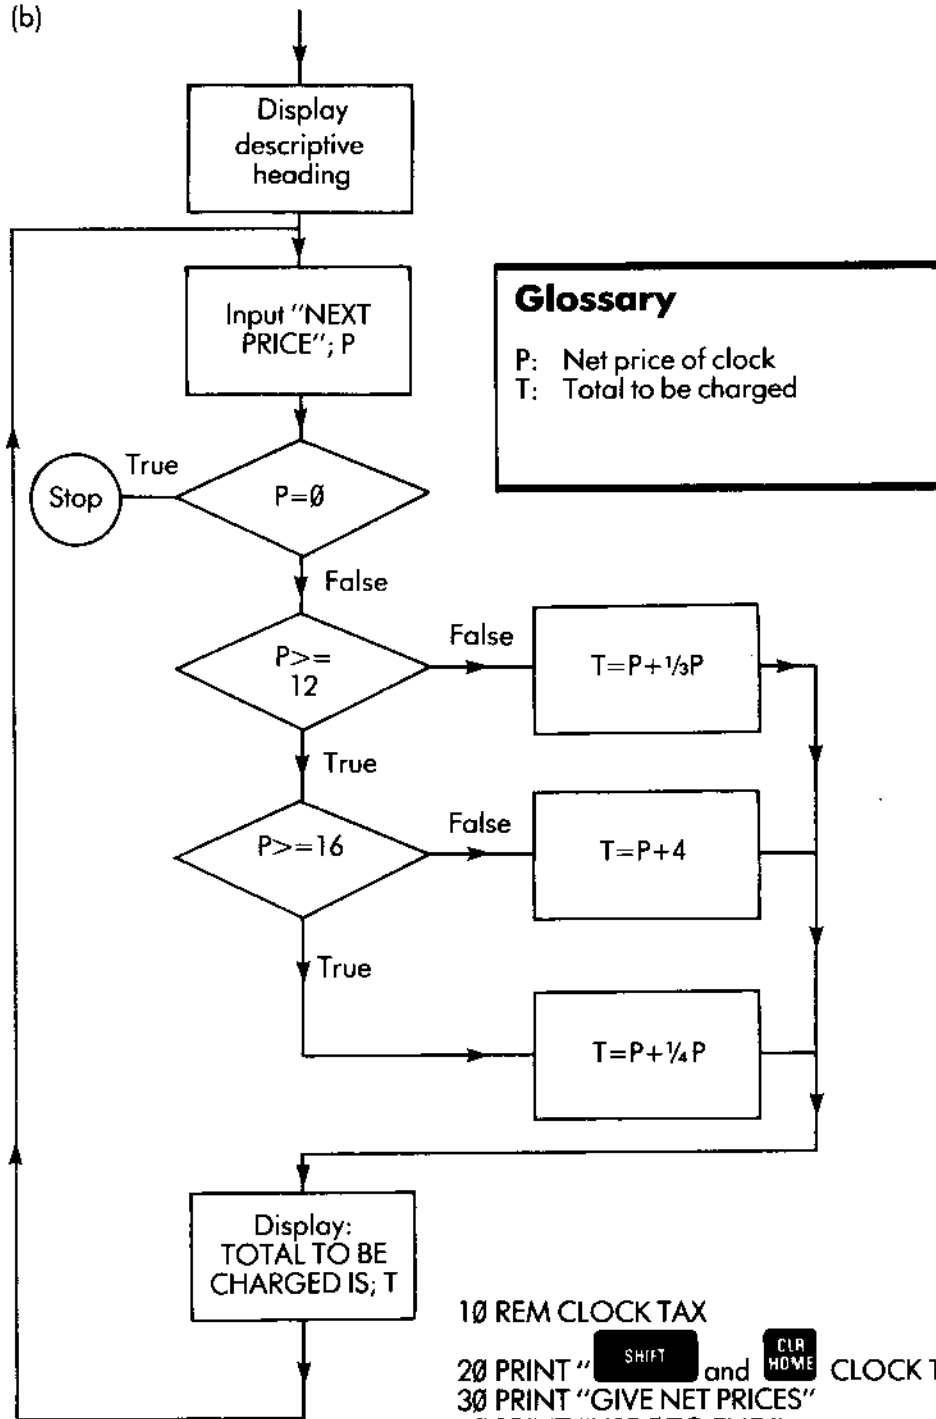 (b)
Display
descriptive
heading
Input "NEXT
PRICE"; P
Glossary
P: Net price of clock
T: Total to be charged
True
Stop
P=Ø
False
P>=
12
False
T=P+⅓P
True
P>=16
False
T=P+4
True
T=P+¼P
Display:
TOTAL TO BE
CHARGED IS; T
1Ø REM CLOCK TAX
2Ø PRINT " SHIFT and CLR HOME CLOCK T
3Ø PRINT "GIVE NET PRICES"